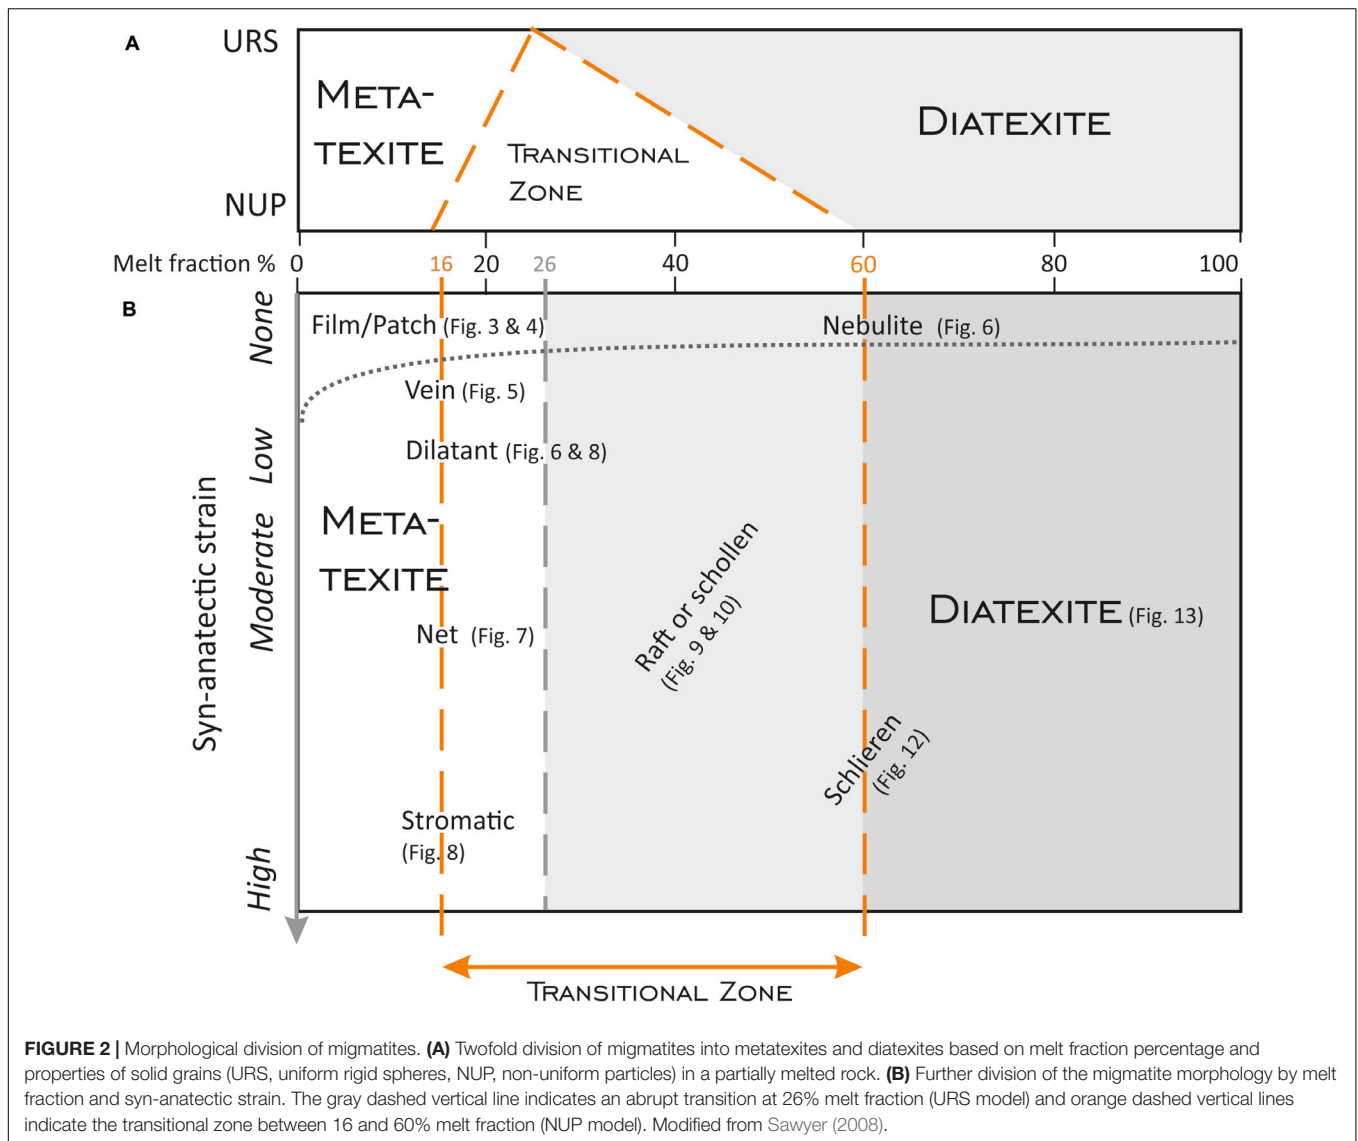 A
URS
META-
TEXITE
DIATEXITE
TRANSITIONAL
ZONE
NUP
Melt fraction % 0 16 20 26 40 60 80 100
B
None
Film/Patch (Fig. 3 & 4)
Nebulite (Fig. 6)
Vein (Fig. 5)
Low
Dilatant (Fig. 6 & 8)
Syn-anatectic strain
Moderate
META-
TEXITE
Raft or schollen
(Fig. 9 & 10)
DIATEXITE (Fig. 13)
Net (Fig. 7)
Schlieren
(Fig. 12)
Stromatic
(Fig. 8)
High
TRANSITIONAL ZONE
FIGURE 2 | Morphological division of migmatites. (A) Twofold division of migmatites into metatexites and diatexites based on melt fraction percentage and
properties of solid grains (URS, uniform rigid spheres, NUP, non-uniform particles) in a partially melted rock. (B) Further division of the migmatite morphology by melt
fraction and syn-anatectic strain. The gray dashed vertical line indicates an abrupt transition at 26% melt fraction (URS model) and orange dashed vertical lines
indicate the transitional zone between 16 and 60% melt fraction (NUP model). Modified from Sawyer (2008).